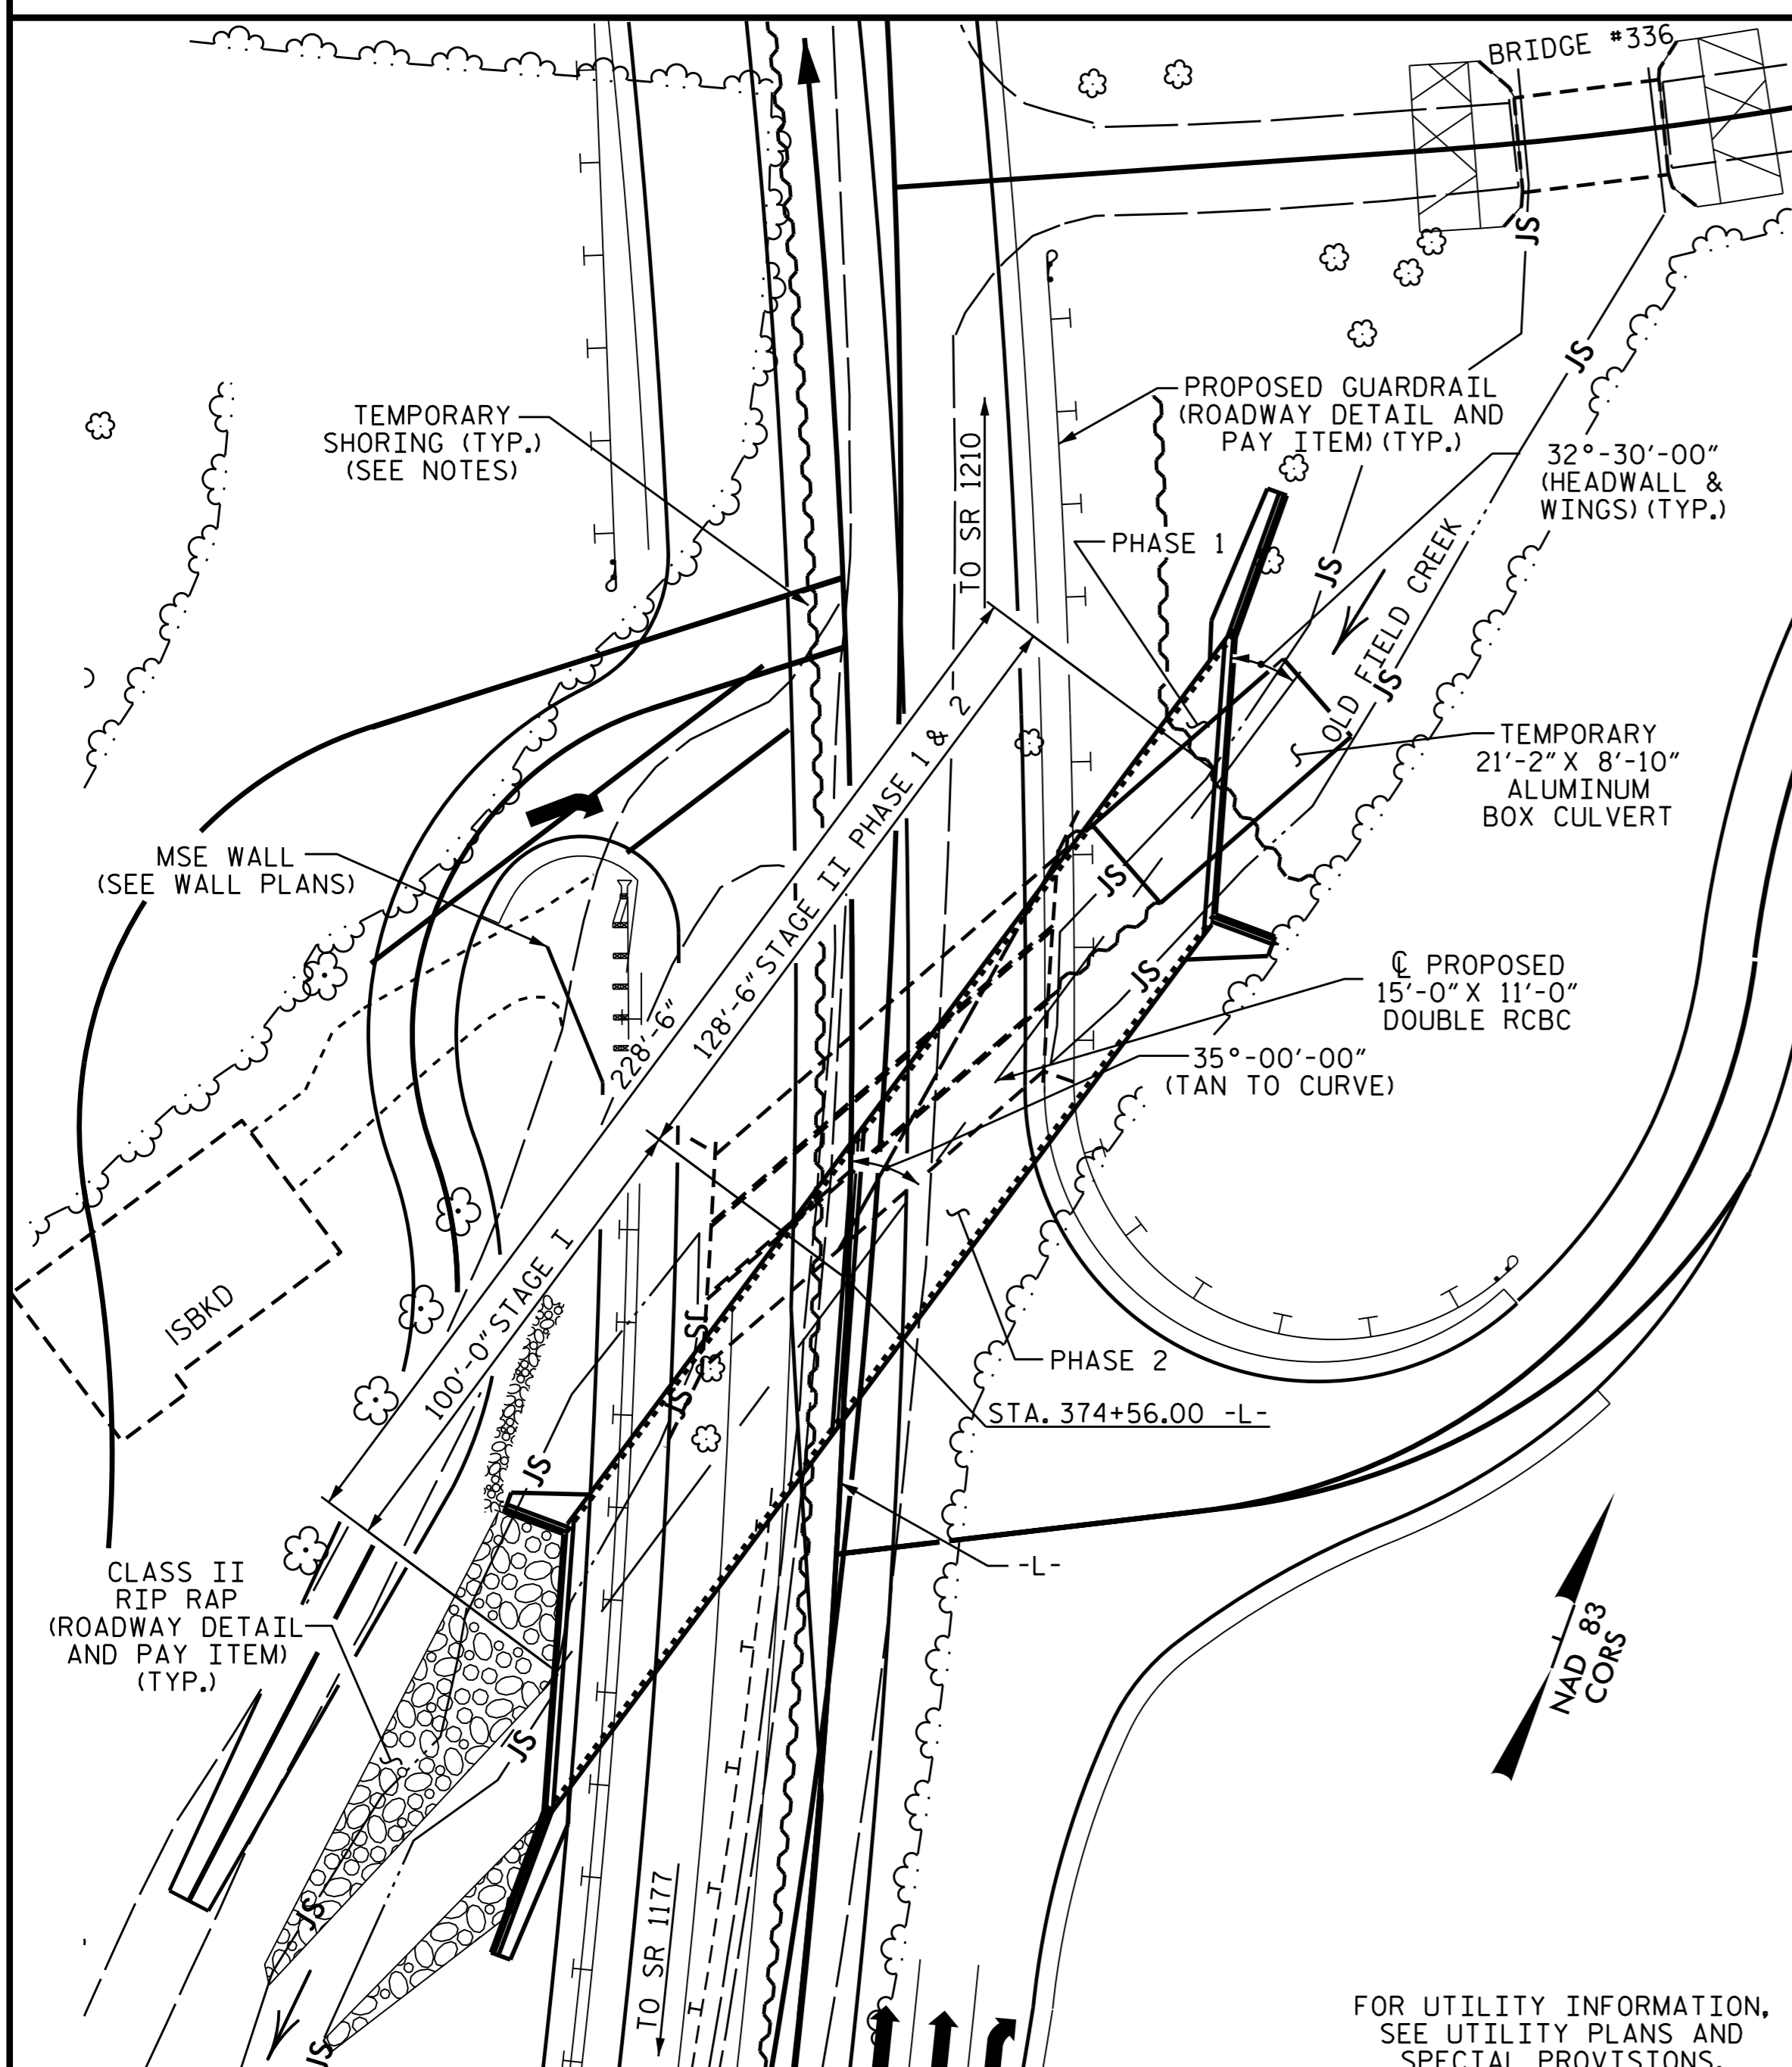 BRIDGE #336
JS
JS
TEMPORARY
SHORING (TYP.)
(SEE NOTES)
TO SR 1210
PROPOSED GUARDRAIL
(ROADWAY DETAIL AND
PAY ITEM) (TYP.)
32°-30'-00"
(HEADWALL &
WINGS) (TYP.)
PHASE 1
JS
OLD FIELD CREEK
JS
TEMPORARY
21'-2" X 8'-10"
ALUMINUM
BOX CULVERT
MSE WALL
(SEE WALL PLANS)
228'-6"
128'-6" STAGE II PHASE 1 & 2
JS
JS
℄ PROPOSED
15'-0" X 11'-0"
DOUBLE RCBC
35°-00'-00"
(TAN TO CURVE)
ISBKD
100'-0" STAGE I
JS
JS
PHASE 2
STA. 374+56.00 -L-
JS
-L-
CLASS II
RIP RAP
(ROADWAY DETAIL
AND PAY ITEM)
(TYP.)
JS
NAD 83
CORS
JS
TO SR 1177
JS
FOR UTILITY INFORMATION,
SEE UTILITY PLANS AND
SPECIAL PROVISIONS.